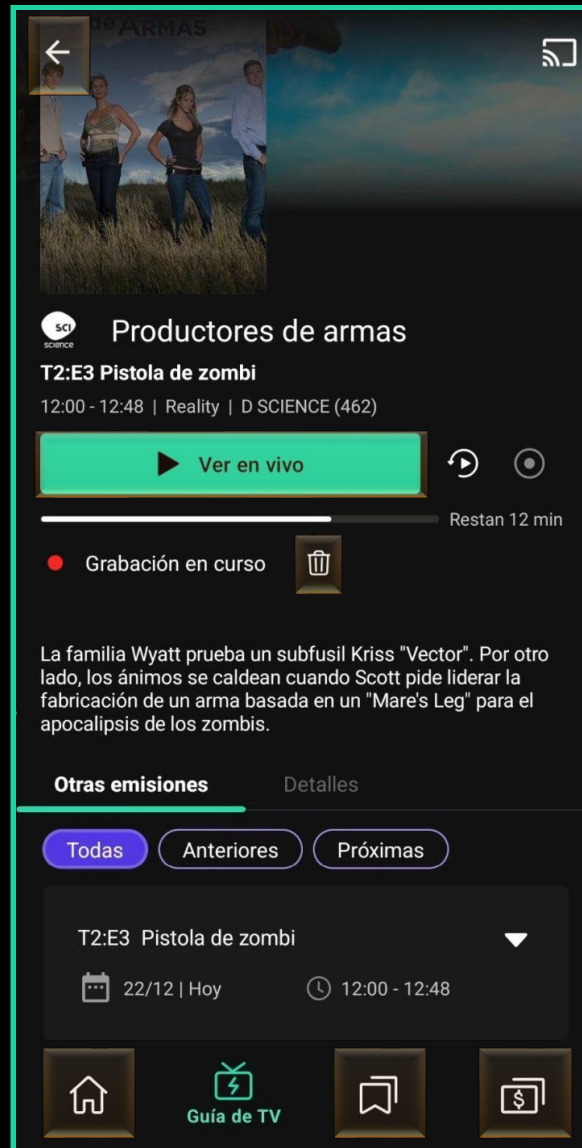 de ARMAS
SCI
science
Productores de armas
T2:E3 Pistola de zombi
12:00 - 12:48 | Reality | D SCIENCE (462)
Ver en vivo
Restan 12 min
Grabación en curso
La familia Wyatt prueba un subfusil Kriss "Vector". Por otro
lado, los ánimos se caldean cuando Scott pide liderar la
fabricación de un arma basada en un "Mare's Leg" para el
apocalipsis de los zombis.
Otras emisiones Detalles
Todas Anteriores Próximas
T2:E3 Pistola de zombi
22/12 | Hoy 12:00 - 12:48
Guía de TV